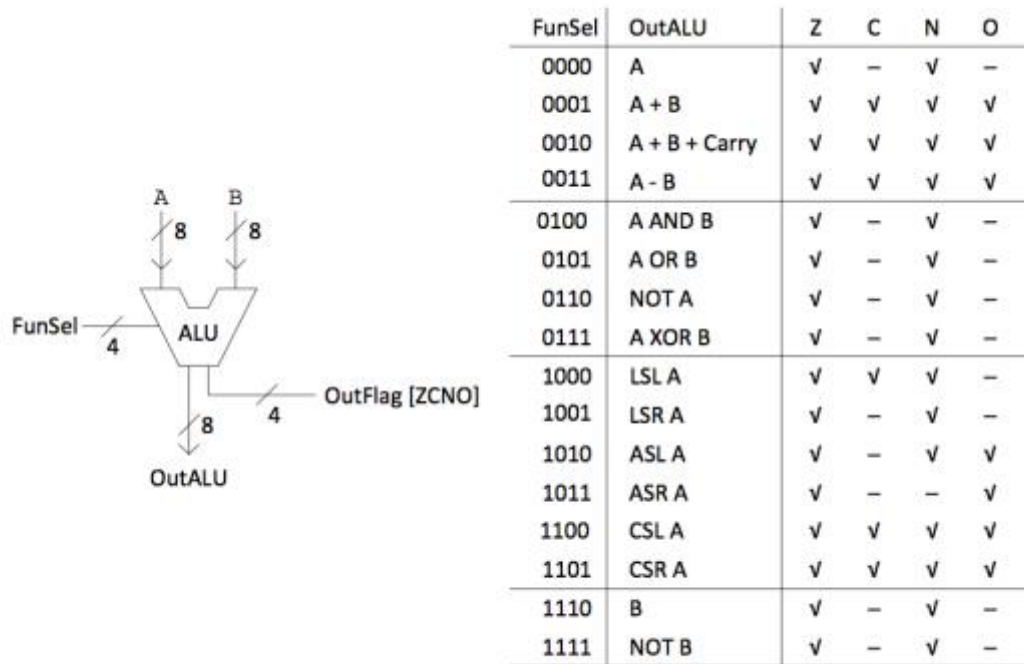 A B
8 8
FunSel 4 ALU
OutFlag [ZCNO]
4
8
OutALU
FunSel OutALU Z C N O
0000 A √ – √ –
0001 A + B √ √ √ √
0010 A + B + Carry √ √ √ √
0011 A - B √ √ √ √
0100 A AND B √ – √ –
0101 A OR B √ – √ –
0110 NOT A √ – √ –
0111 A XOR B √ – √ –
1000 LSL A √ √ √ –
1001 LSR A √ – √ –
1010 ASL A √ – √ √
1011 ASR A √ – – √
1100 CSL A √ √ √ √
1101 CSR A √ √ √ √
1110 B √ – √ –
1111 NOT B √ – √ –